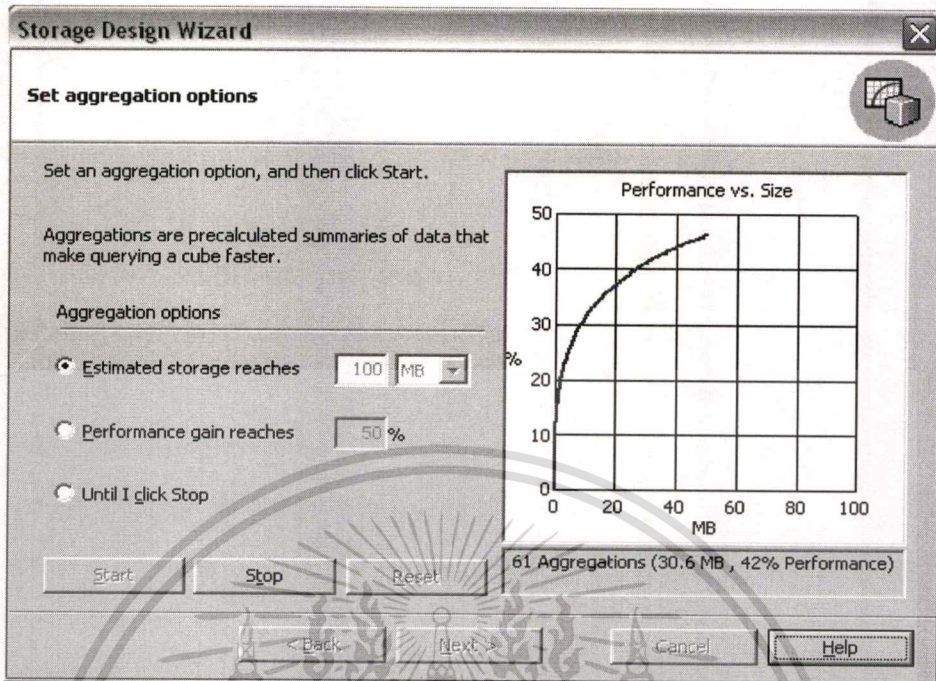 Storage Design Wizard
Set aggregation options
Set an aggregation option, and then click Start.
Aggregations are precalculated summaries of data that
make querying a cube faster.
Aggregation options
Estimated storage reaches 100 MB
Performance gain reaches 50 %
Until I click Stop
Start Stop Reset
Performance vs. Size
50
40
30
%
20
10
0
0 20 40 60 80 100
MB
61 Aggregations (30.6 MB , 42% Performance)
< Back Next > Cancel Help